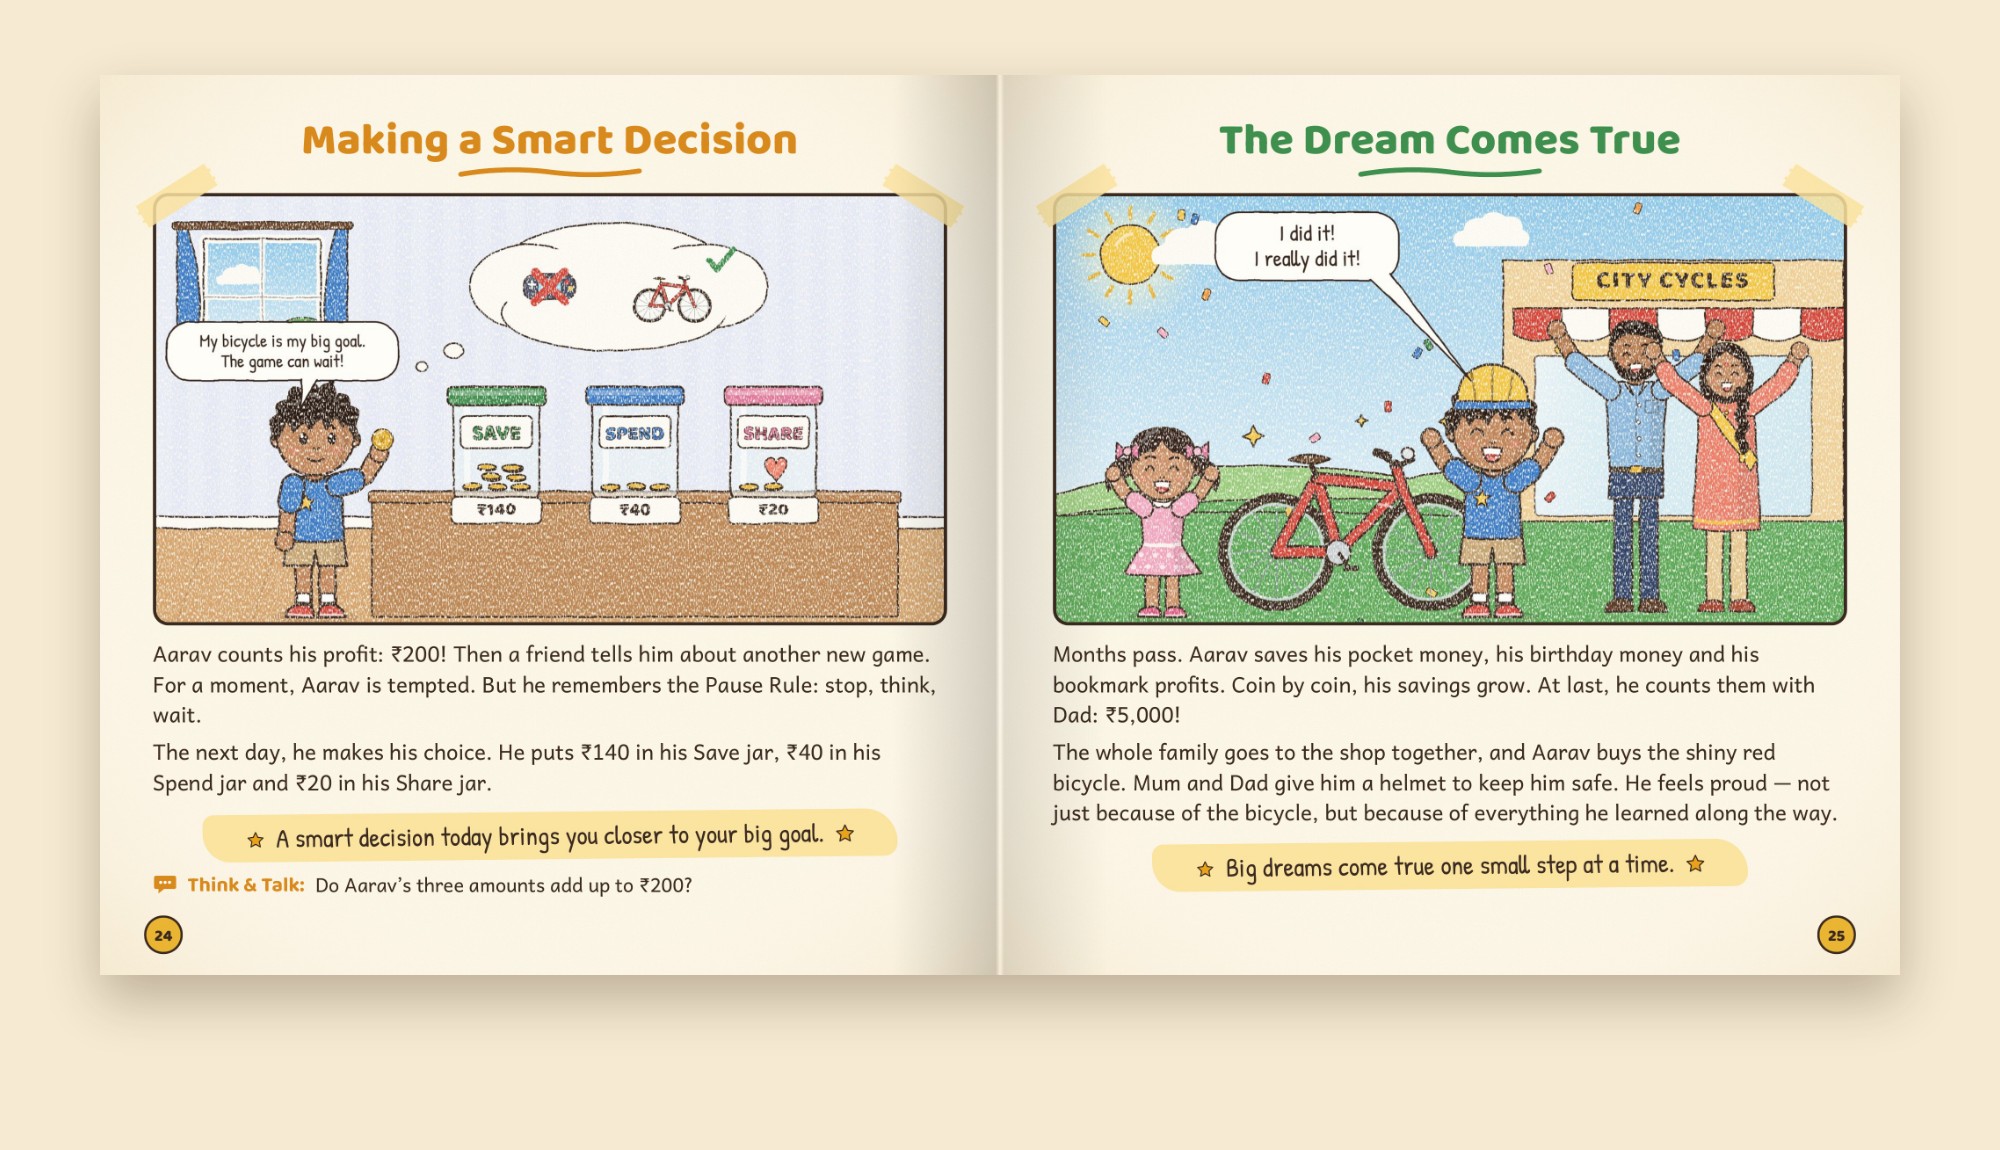 Making a Smart Decision
My bicycle is my big goal.
The game can wait!
SAVE
SPEND
SHARE
₹140
₹40
₹20
Aarav counts his profit: ₹200! Then a friend tells him about another new game.
For a moment, Aarav is tempted. But he remembers the Pause Rule: stop, think,
wait.
The next day, he makes his choice. He puts ₹140 in his Save jar, ₹40 in his
Spend jar and ₹20 in his Share jar.
A smart decision today brings you closer to your big goal.
Think & Talk: Do Aarav's three amounts add up to ₹200?
24
The Dream Comes True
I did it!
I really did it!
CITY CYCLES
Months pass. Aarav saves his pocket money, his birthday money and his
bookmark profits. Coin by coin, his savings grow. At last, he counts them with
Dad: ₹5,000!
The whole family goes to the shop together, and Aarav buys the shiny red
bicycle. Mum and Dad give him a helmet to keep him safe. He feels proud — not
just because of the bicycle, but because of everything he learned along the way.
Big dreams come true one small step at a time.
25